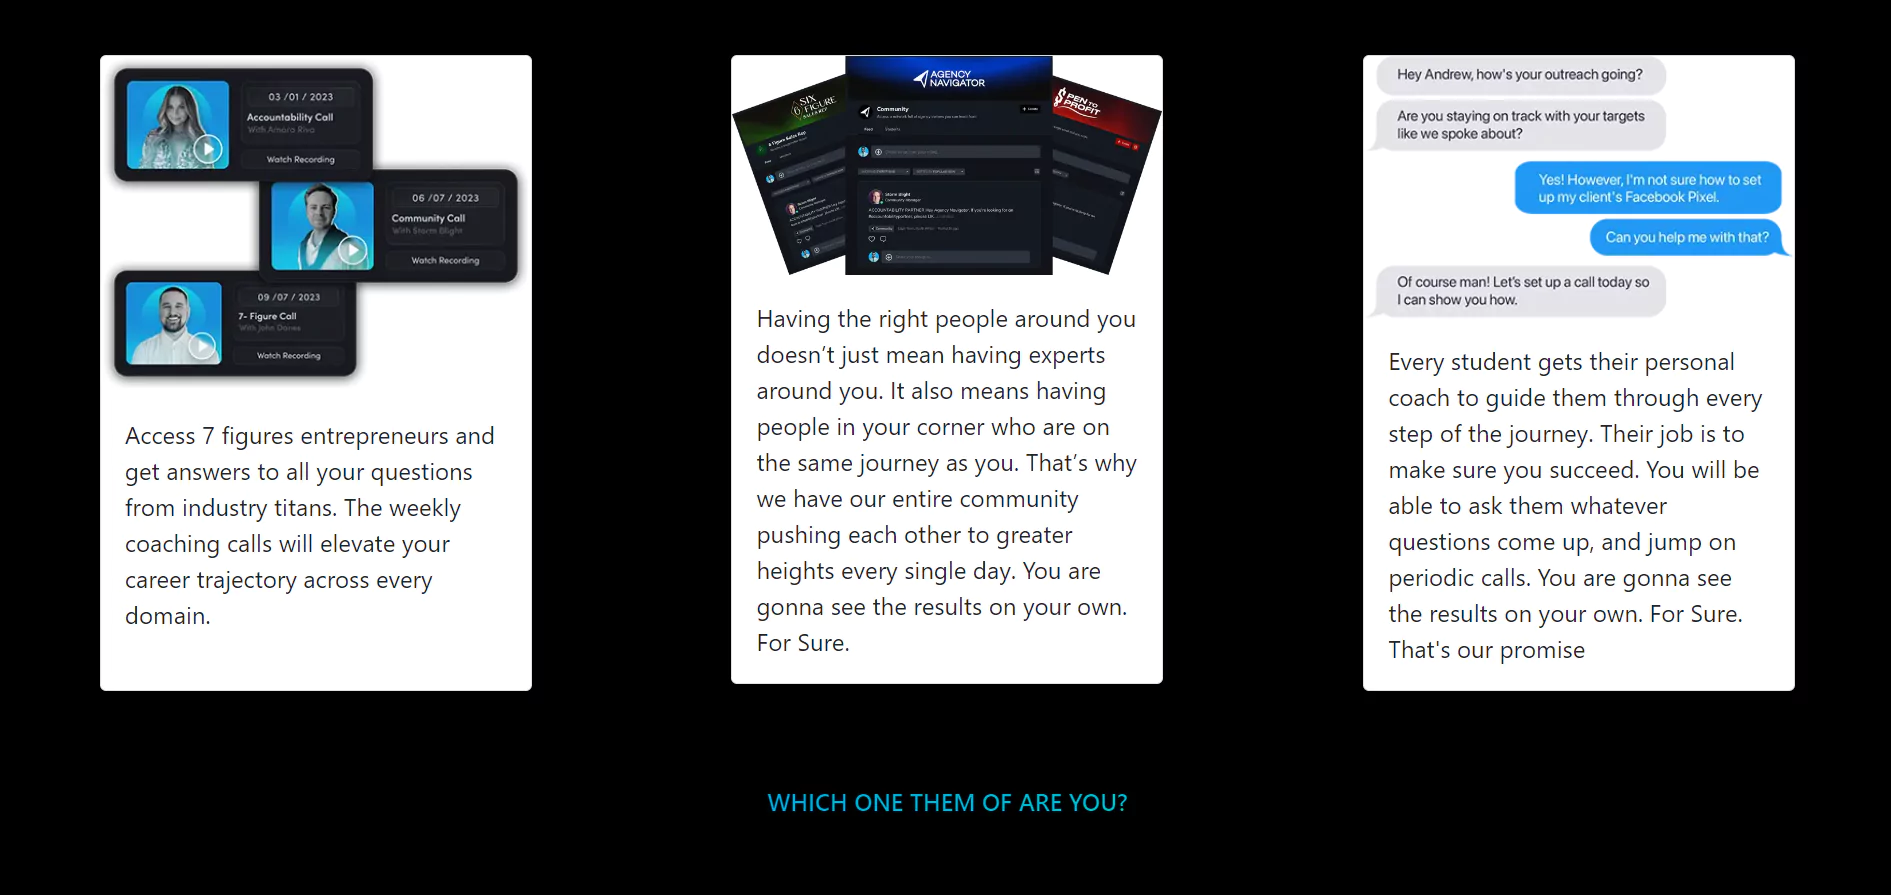 03 /01 / 2023
Accountability Call
With Amara Riva
Watch Recording
06 /07 / 2023
Community Call
With Storm Blight
Watch Recording
09 /07 / 2023
7- Figure Call
Watch Recording
Access 7 figures entrepreneurs and
get answers to all your questions
from industry titans. The weekly
coaching calls will elevate your
career trajectory across every
domain.
SIX
FIGURE
SALES REP
AGENCY
NAVIGATOR
PEN TO
PROFIT
Community
Feed
Storm Blight
Community Manager
Community
Having the right people around you
doesn’t just mean having experts
around you. It also means having
people in your corner who are on
the same journey as you. That’s why
we have our entire community
pushing each other to greater
heights every single day. You are
gonna see the results on your own.
For Sure.
Hey Andrew, how's your outreach going?
Are you staying on track with your targets
like we spoke about?
Yes! However, I'm not sure how to set
up my client's Facebook Pixel.
Can you help me with that?
Of course man! Let's set up a call today so
I can show you how.
Every student gets their personal
coach to guide them through every
step of the journey. Their job is to
make sure you succeed. You will be
able to ask them whatever
questions come up, and jump on
periodic calls. You are gonna see
the results on your own. For Sure.
That's our promise
WHICH ONE THEM OF ARE YOU?